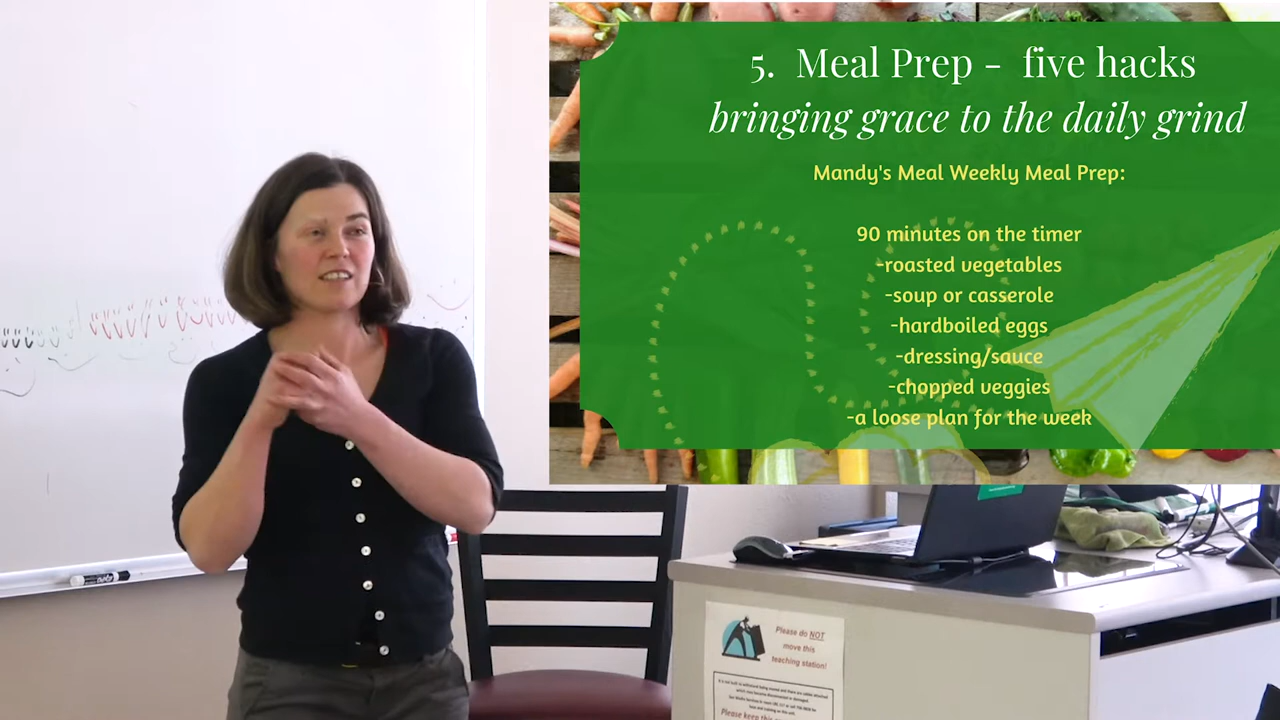 5. Meal Prep - five hacks
bringing grace to the daily grind
Mandy's Meal Weekly Meal Prep:
90 minutes on the timer
-roasted vegetables
-soup or casserole
-hardboiled eggs
-dressing/sauce
-chopped veggies
-a loose plan for the week
EXPO
Please do NOT
move this
teaching station!
Please keep this